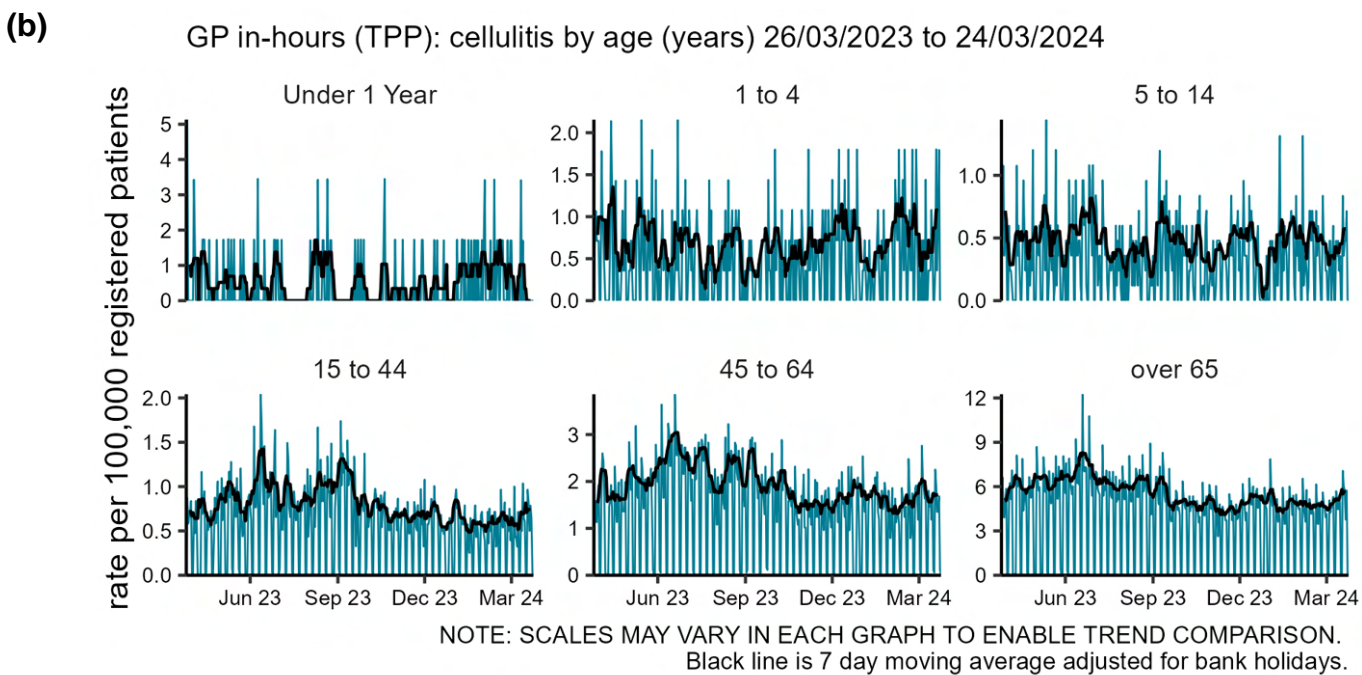 (b)
GP in-hours (TPP): cellulitis by age (years) 26/03/2023 to 24/03/2024
rate per 100,000 registered patients
Under 1 Year
5
4
3
2
1
0
1 to 4
2.0
1.5
1.0
0.5
0.0
5 to 14
1.0
0.5
0.0
15 to 44
2.0
1.5
1.0
0.5
0.0
Jun 23 Sep 23 Dec 23 Mar 24
45 to 64
3
2
1
0
Jun 23 Sep 23 Dec 23 Mar 24
over 65
12
9
6
3
0
Jun 23 Sep 23 Dec 23 Mar 24
NOTE: SCALES MAY VARY IN EACH GRAPH TO ENABLE TREND COMPARISON.
Black line is 7 day moving average adjusted for bank holidays.